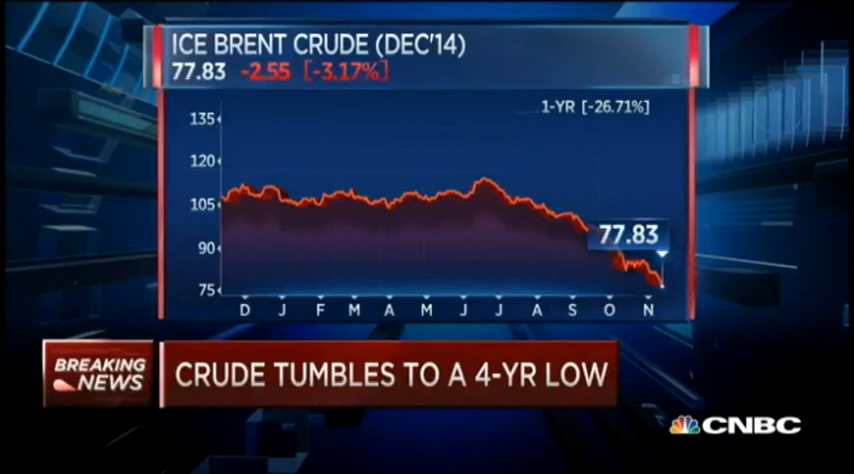 ICE BRENT CRUDE (DEC'14)
77.83 -2.55 [-3.17%]
1-YR [-26.71%]
135
120
105
90
75
77.83
D J F M A M J J A S O N
BREAKING NEWS
CRUDE TUMBLES TO A 4-YR LOW
CNBC